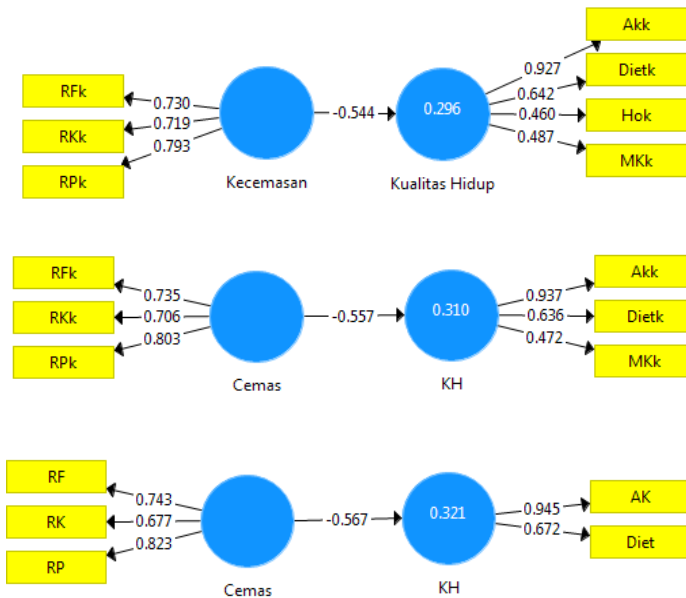 Akk
0.927
Dietk
RFk
0.730
0.642
0.719
-0.544
0.296
0.460
Hok
RKk
0.793
0.487
MKk
RPk
Kecemasan
Kualitas Hidup
RFk
0.735
Akk
0.937
RKk
0.706
-0.557
0.310
0.636
Dietk
0.803
0.472
RPk
MKk
Cemas
KH
RF
0.743
AK
0.945
RK
0.677
-0.567
0.321
0.672
Diet
0.823
RP
Cemas
KH